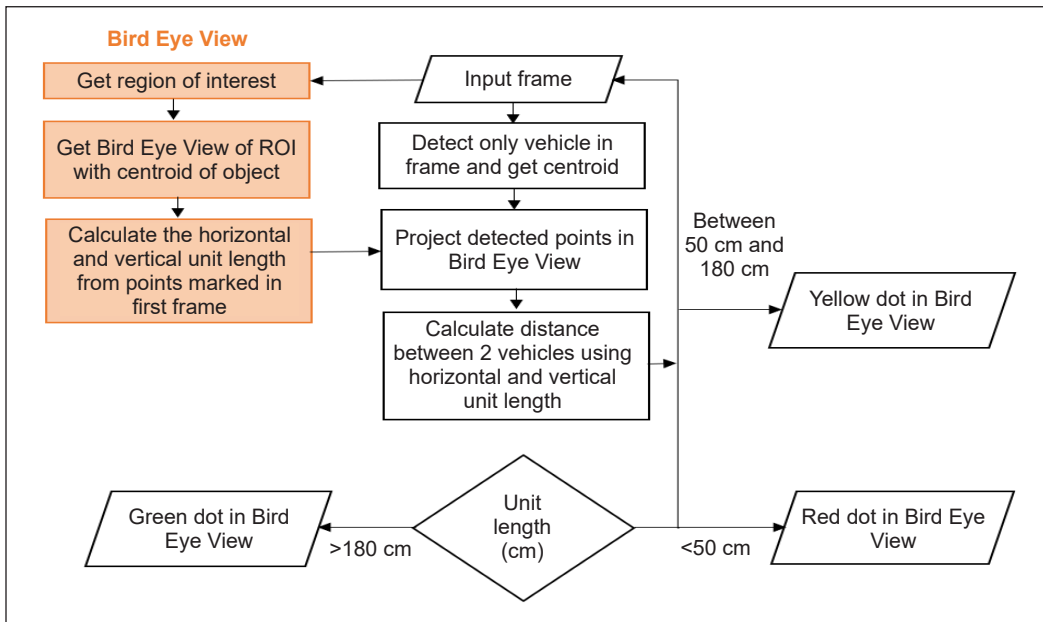 Bird Eye View
Get region of interest
Input frame
Get Bird Eye View of ROI
with centroid of object
Detect only vehicle in
frame and get centroid
Calculate the horizontal
and vertical unit length
from points marked in
first frame
Project detected points in
Bird Eye View
Between
50 cm and
180 cm
Yellow dot in Bird
Eye View
Calculate distance
between 2 vehicles using
horizontal and vertical
unit length
Green dot in Bird
Eye View
>180 cm
Unit
length
(cm)
<50 cm
Red dot in Bird Eye
View